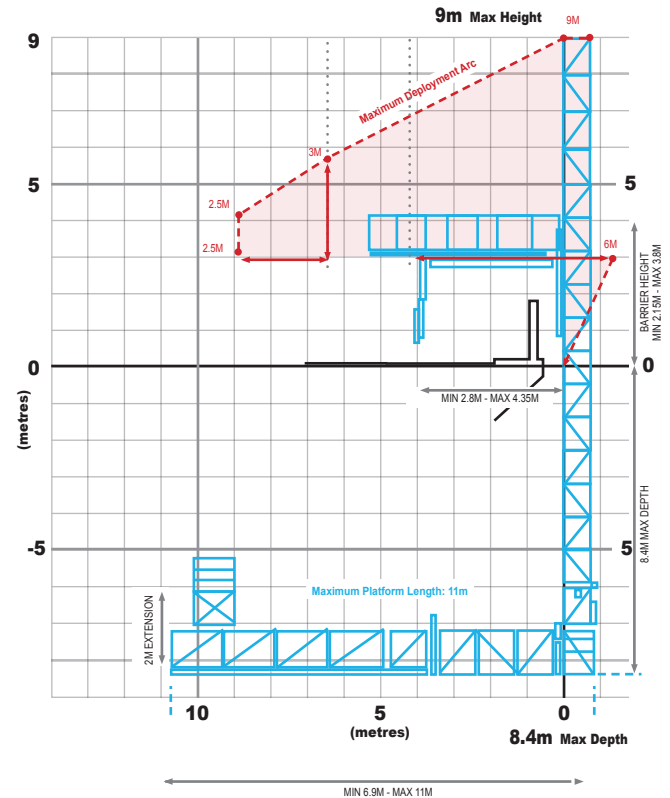 9m Max Height
9M
9
Maximum Deployment Arc
3M
5
5
2.5M
2.5M
6M
BARRIER HEIGHT
MIN 2.15M - MAX 3.8M
0
0
MIN 2.8M - MAX 4.35M
(metres)
8.4M MAX DEPTH
-5
5
Maximum Platform Length: 11m
2M EXTENSION
10
5
0
(metres)
8.4m Max Depth
MIN 6.9M - MAX 11M